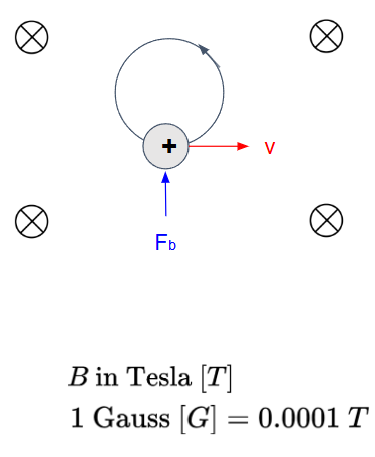 +
v
Fb
B in Tesla [T]
1 Gauss [G] = 0.0001 T